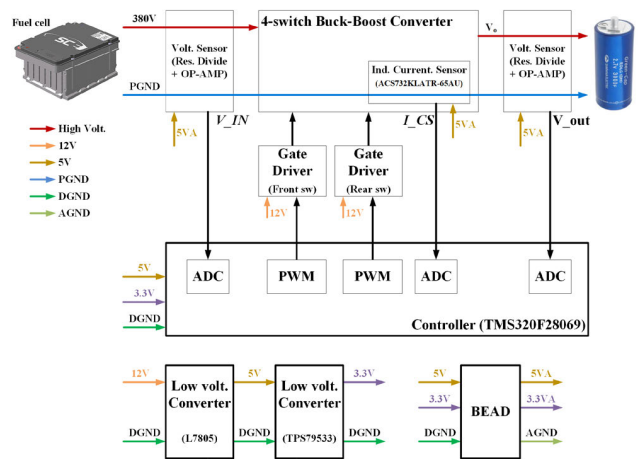 Fuel cell
380V
4-switch Buck-Boost Converter
Vo
Volt. Sensor
(Res. Divide
+ OP-AMP)
Ind. Current. Sensor
(ACS732KLATR-65AU)
Volt. Sensor
(Res. Divide
+ OP-AMP)
PGND
5VA
V_IN
I_CS
5VA
5VA
V_out
High Volt.
12V
5V
PGND
DGND
AGND
Gate
Driver
(Front sw)
Gate
Driver
(Rear sw)
12V
12V
5V
3.3V
DGND
ADC
PWM
PWM
ADC
ADC
Controller (TMS320F28069)
12V
DGND
Low volt.
Converter
(L7805)
5V
DGND
Low volt.
Converter
(TPS79533)
3.3V
DGND
5V
3.3V
DGND
BEAD
5VA
3.3VA
AGND